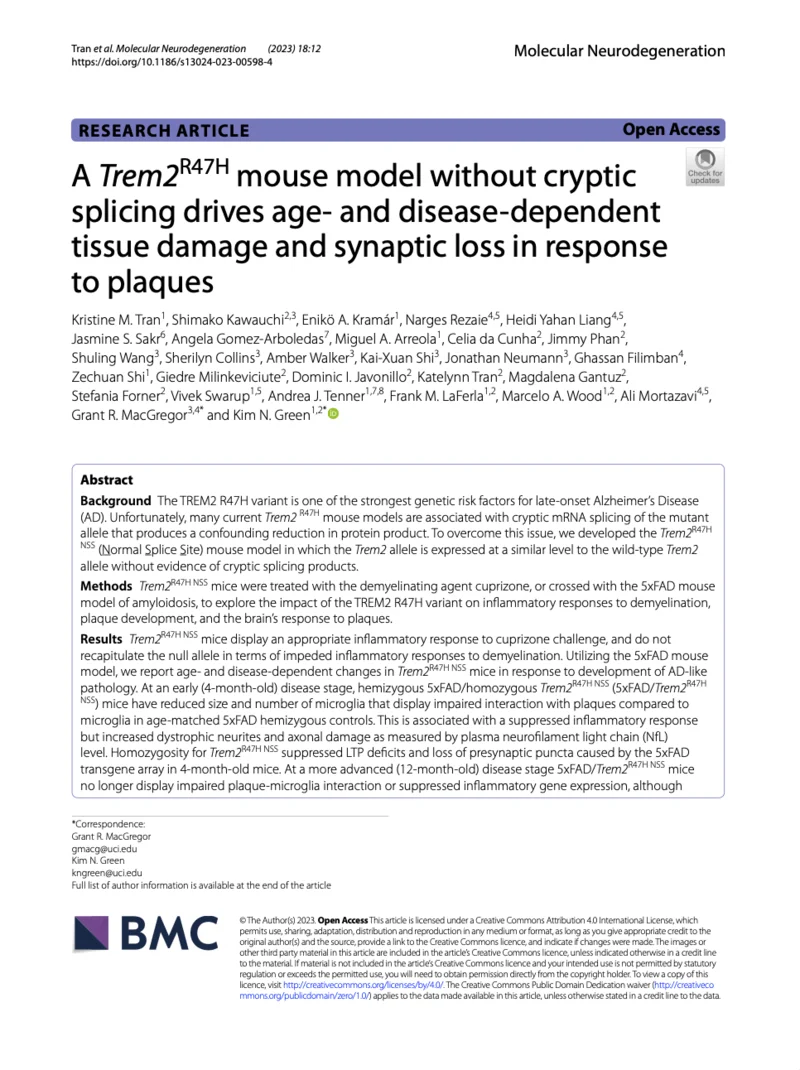 Tran et al. Molecular Neurodegeneration (2023) 18:12
https://doi.org/10.1186/s13024-023-00598-4
Molecular Neurodegeneration
RESEARCH ARTICLE
Open Access
Check for
updates
A Trem2R47H mouse model without cryptic
splicing drives age- and disease-dependent
tissue damage and synaptic loss in response
to plaques
Kristine M. Tran1, Shimako Kawauchi2,3, Enikö A. Kramár1, Narges Rezaie4,5, Heidi Yahan Liang4,5,
Jasmine S. Sakr6, Angela Gomez-Arboledas7, Miguel A. Arreola1, Celia da Cunha2, Jimmy Phan2,
Shuling Wang3, Sherilyn Collins3, Amber Walker3, Kai-Xuan Shi3, Jonathan Neumann3, Ghassan Filimban4,
Zechuan Shi1, Giedre Milinkeviciute2, Dominic I. Javonillo2, Katelynn Tran2, Magdalena Gantuz2,
Stefania Forner2, Vivek Swarup1,5, Andrea J. Tenner1,7,8, Frank M. LaFerla1,2, Marcelo A. Wood1,2, Ali Mortazavi4,5,
Grant R. MacGregor3,4* and Kim N. Green1,2*
Abstract
Background The TREM2 R47H variant is one of the strongest genetic risk factors for late-onset Alzheimer's Disease
(AD). Unfortunately, many current Trem2 R47H mouse models are associated with cryptic mRNA splicing of the mutant
allele that produces a confounding reduction in protein product. To overcome this issue, we developed the Trem2R47H
NSS (Normal Splice Site) mouse model in which the Trem2 allele is expressed at a similar level to the wild-type Trem2
allele without evidence of cryptic splicing products.
Methods Trem2R47H NSS mice were treated with the demyelinating agent cuprizone, or crossed with the 5xFAD mouse
model of amyloidosis, to explore the impact of the TREM2 R47H variant on inflammatory responses to demyelination,
plaque development, and the brain's response to plaques.
Results Trem2R47H NSS mice display an appropriate inflammatory response to cuprizone challenge, and do not
recapitulate the null allele in terms of impeded inflammatory responses to demyelination. Utilizing the 5xFAD mouse
model, we report age- and disease-dependent changes in Trem2R47H NSS mice in response to development of AD-like
pathology. At an early (4-month-old) disease stage, hemizygous 5xFAD/homozygous Trem2R47H NSS (5xFAD/Trem2R47H
NSS) mice have reduced size and number of microglia that display impaired interaction with plaques compared to
microglia in age-matched 5xFAD hemizygous controls. This is associated with a suppressed inflammatory response
but increased dystrophic neurites and axonal damage as measured by plasma neurofilament light chain (NfL)
level. Homozygosity for Trem2R47H NSS suppressed LTP deficits and loss of presynaptic puncta caused by the 5xFAD
transgene array in 4-month-old mice. At a more advanced (12-month-old) disease stage 5xFAD/Trem2R47H NSS mice
no longer display impaired plaque-microglia interaction or suppressed inflammatory gene expression, although
*Correspondence:
Grant R. MacGregor
gmacg@uci.edu
Kim N. Green
kngreen@uci.edu
Full list of author information is available at the end of the article
BMC
© The Author(s) 2023. Open Access This article is licensed under a Creative Commons Attribution 4.0 International License, which
permits use, sharing, adaptation, distribution and reproduction in any medium or format, as long as you give appropriate credit to the
original author(s) and the source, provide a link to the Creative Commons licence, and indicate if changes were made. The images or
other third party material in this article are included in the article's Creative Commons licence, unless indicated otherwise in a credit line
to the material. If material is not included in the article's Creative Commons licence and your intended use is not permitted by statutory
regulation or exceeds the permitted use, you will need to obtain permission directly from the copyright holder. To view a copy of this
licence, visit http://creativecommons.org/licenses/by/4.0/. The Creative Commons Public Domain Dedication waiver (http://creativeco
mmons.org/publicdomain/zero/1.0/) applies to the data made available in this article, unless otherwise stated in a credit line to the data.